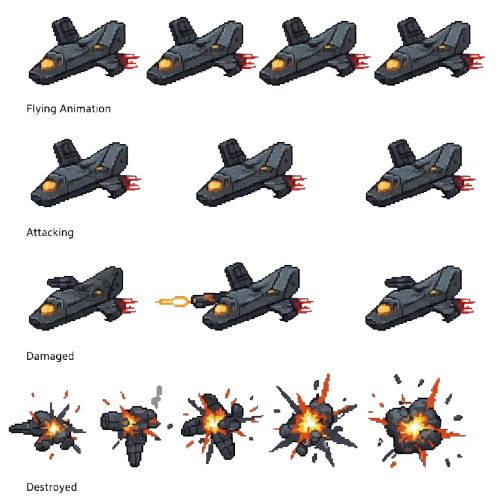 Flying Animation
Attacking
Damaged
Destroyed